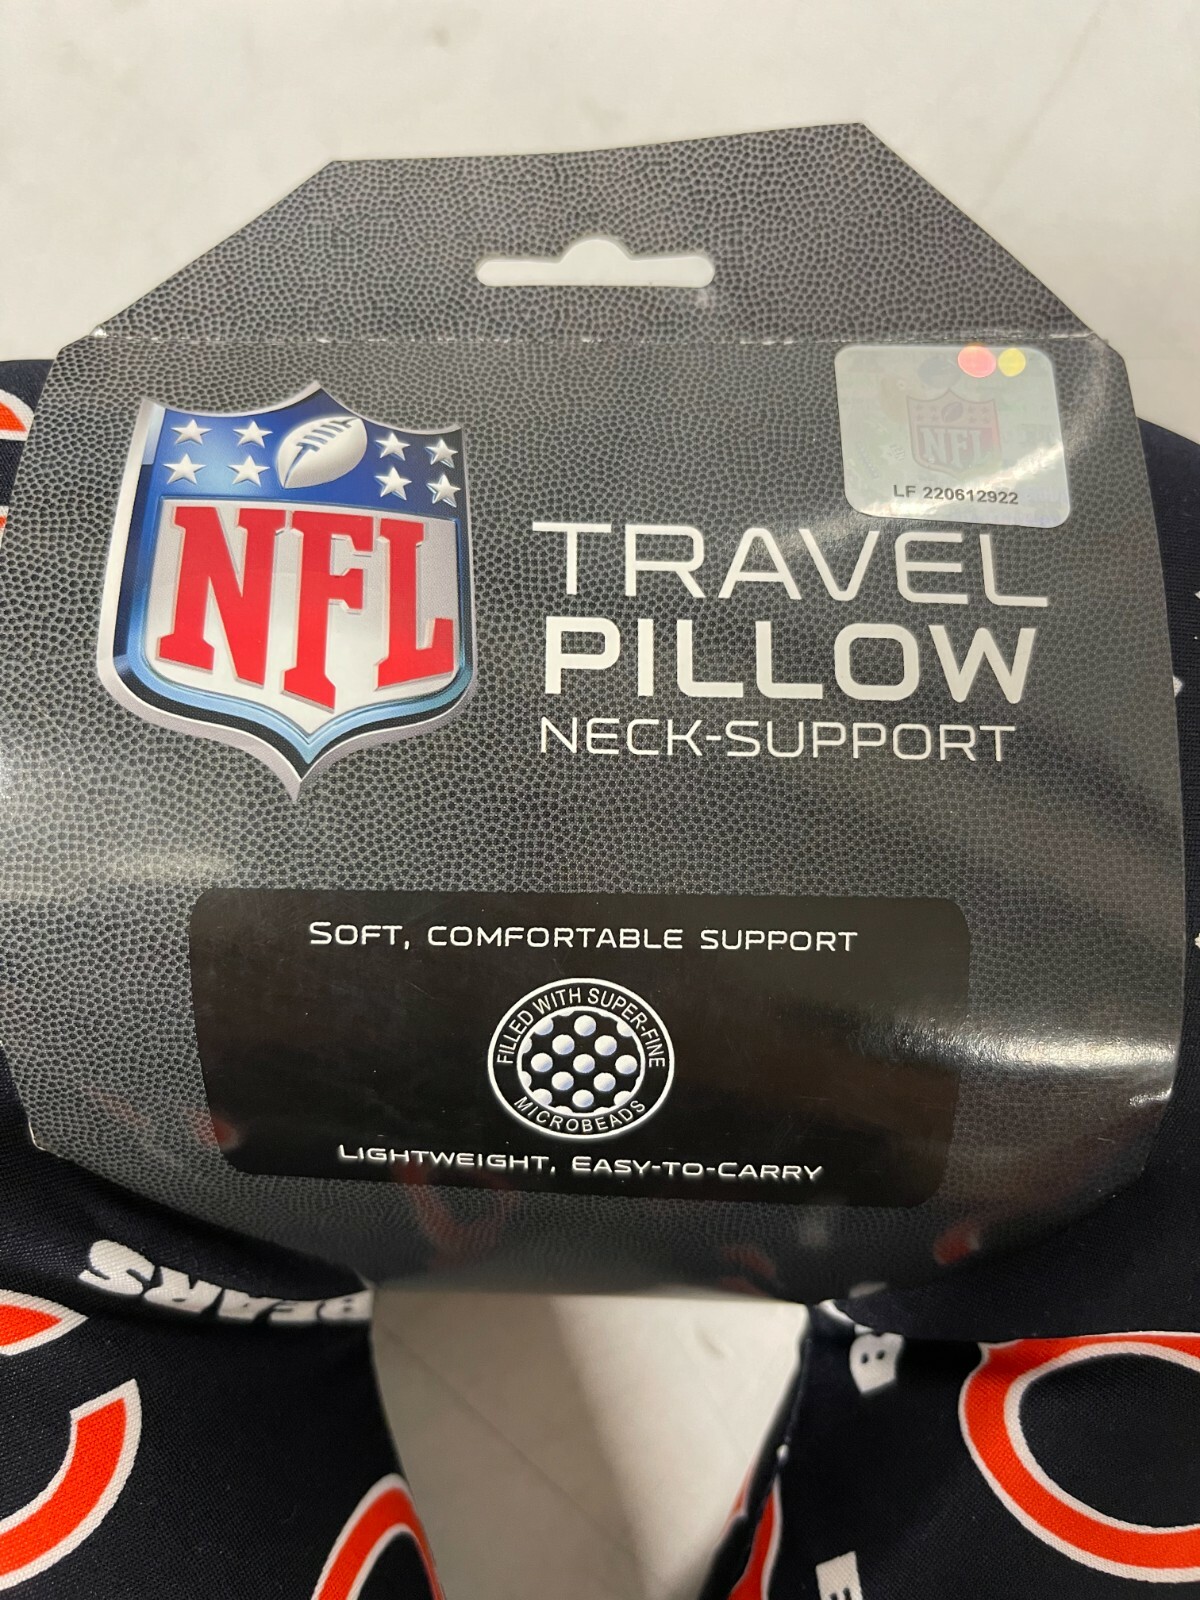 NFL
NFL
LF 220612922
TRAVEL
PILLOW
NECK-SUPPORT
SOFT, COMFORTABLE SUPPORT
FILLED WITH SUPER-FINE
MICROBEADS
LIGHTWEIGHT, EASY-TO-CARRY
BEARS
B